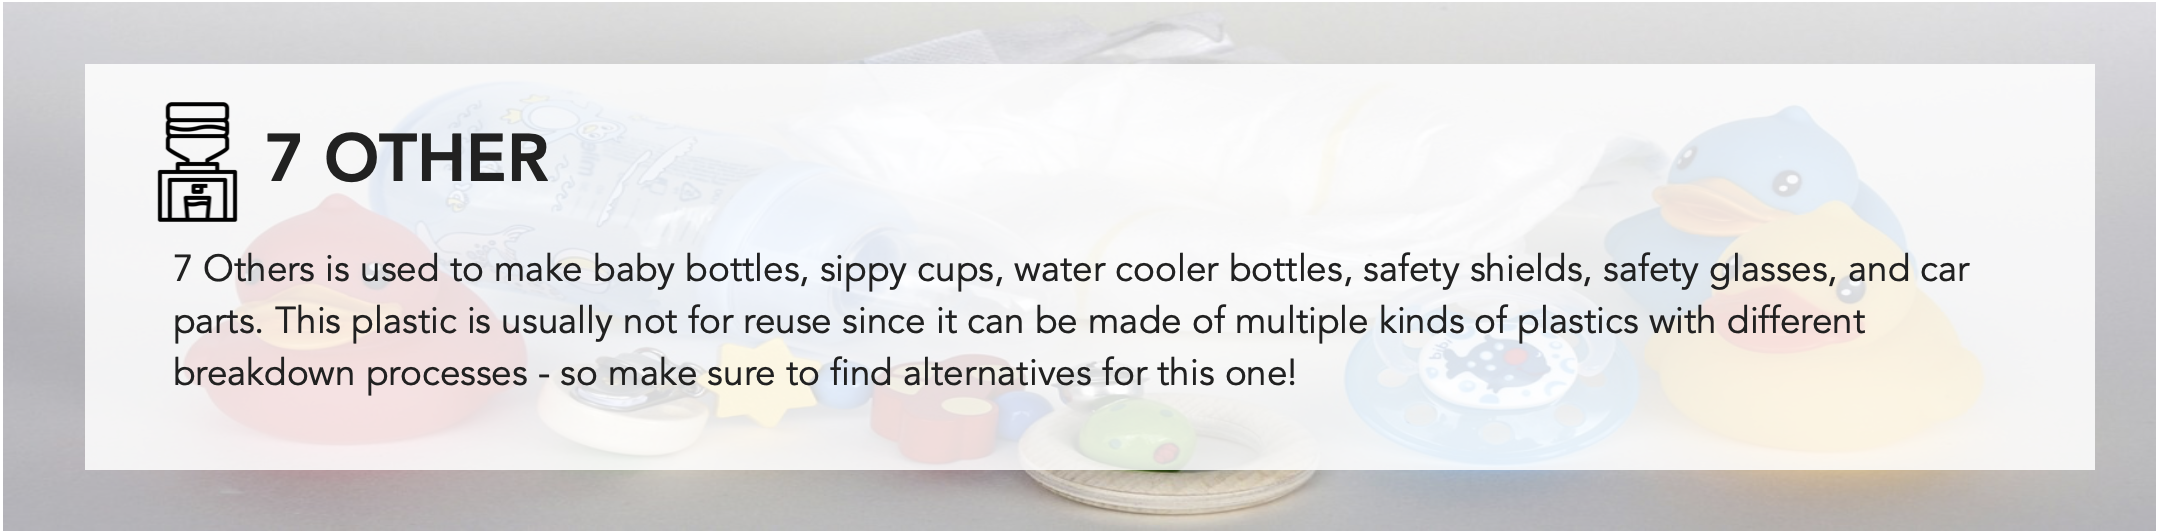 7 OTHER
7 Others is used to make baby bottles, sippy cups, water cooler bottles, safety shields, safety glasses, and car
parts. This plastic is usually not for reuse since it can be made of multiple kinds of plastics with different
breakdown processes - so make sure to find alternatives for this one!
bibi